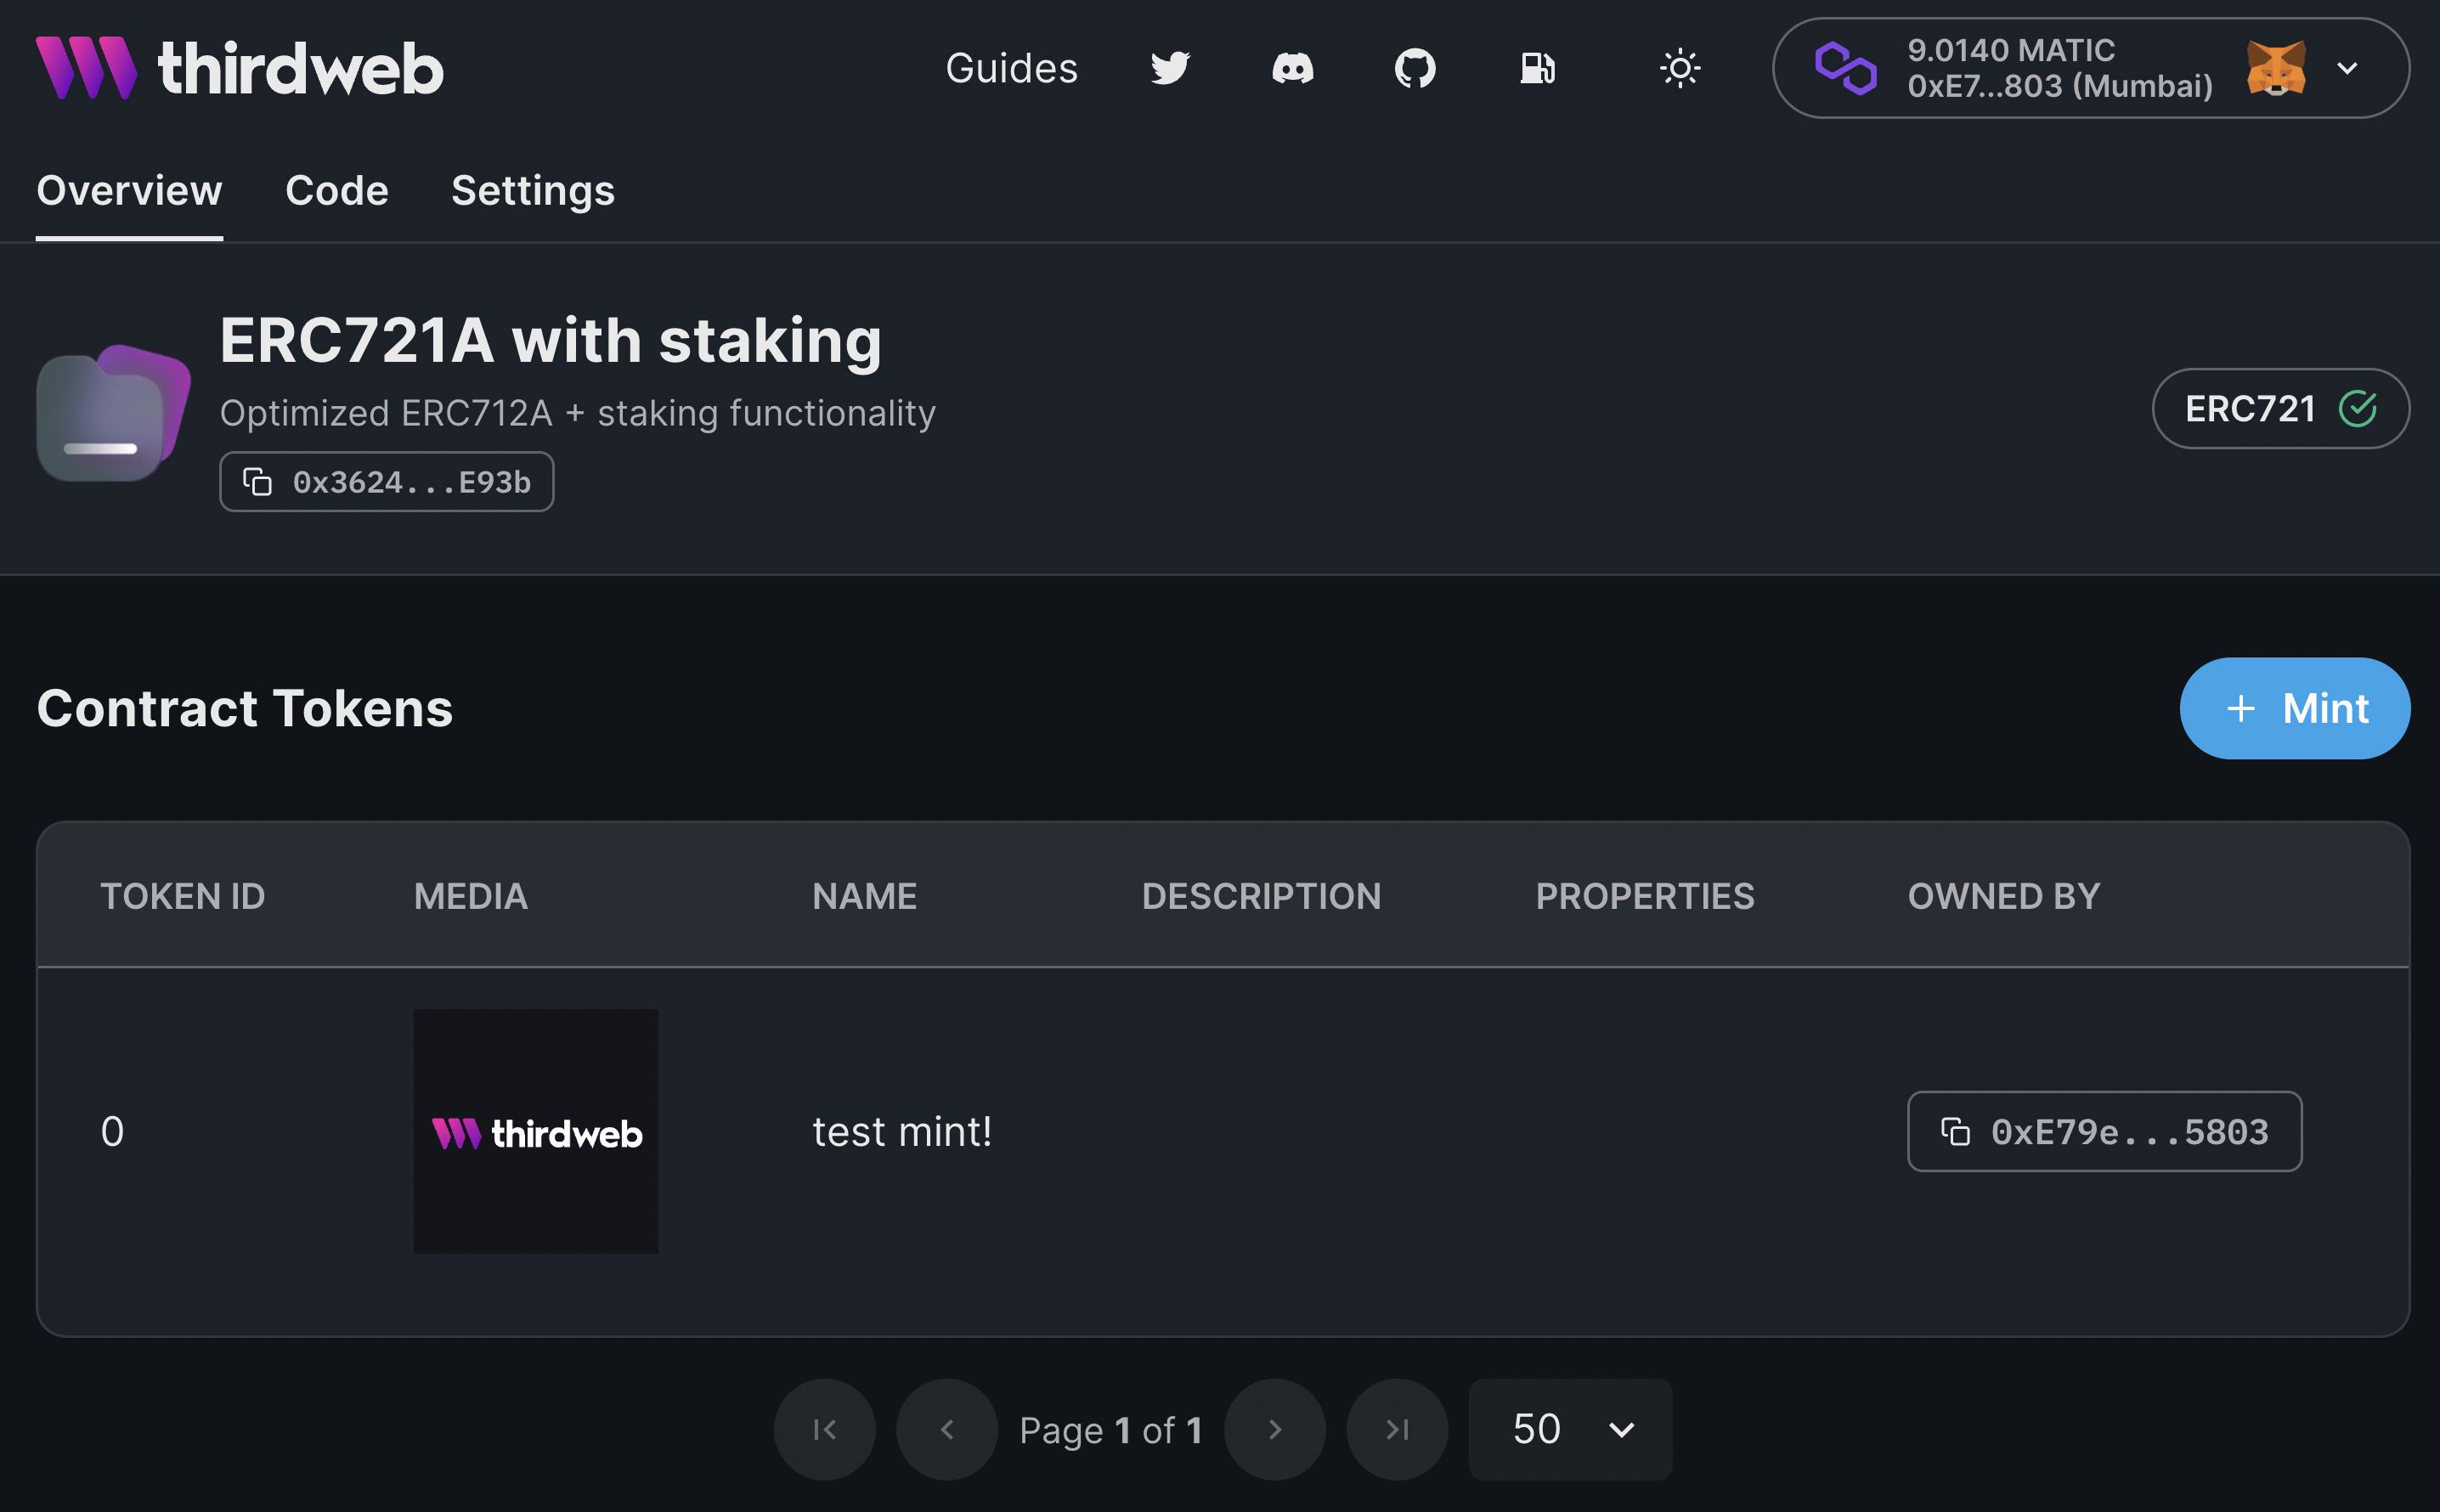 thirdweb
Guides
9.0140 MATIC
0xE7...803 (Mumbai)
Overview Code Settings
ERC721A with staking
Optimized ERC712A + staking functionality
0x3624...E93b
ERC721
Contract Tokens
+ Mint
TOKEN ID MEDIA NAME DESCRIPTION PROPERTIES OWNED BY
0 thirdweb test mint! 0xE79e...5803
Page 1 of 1 50